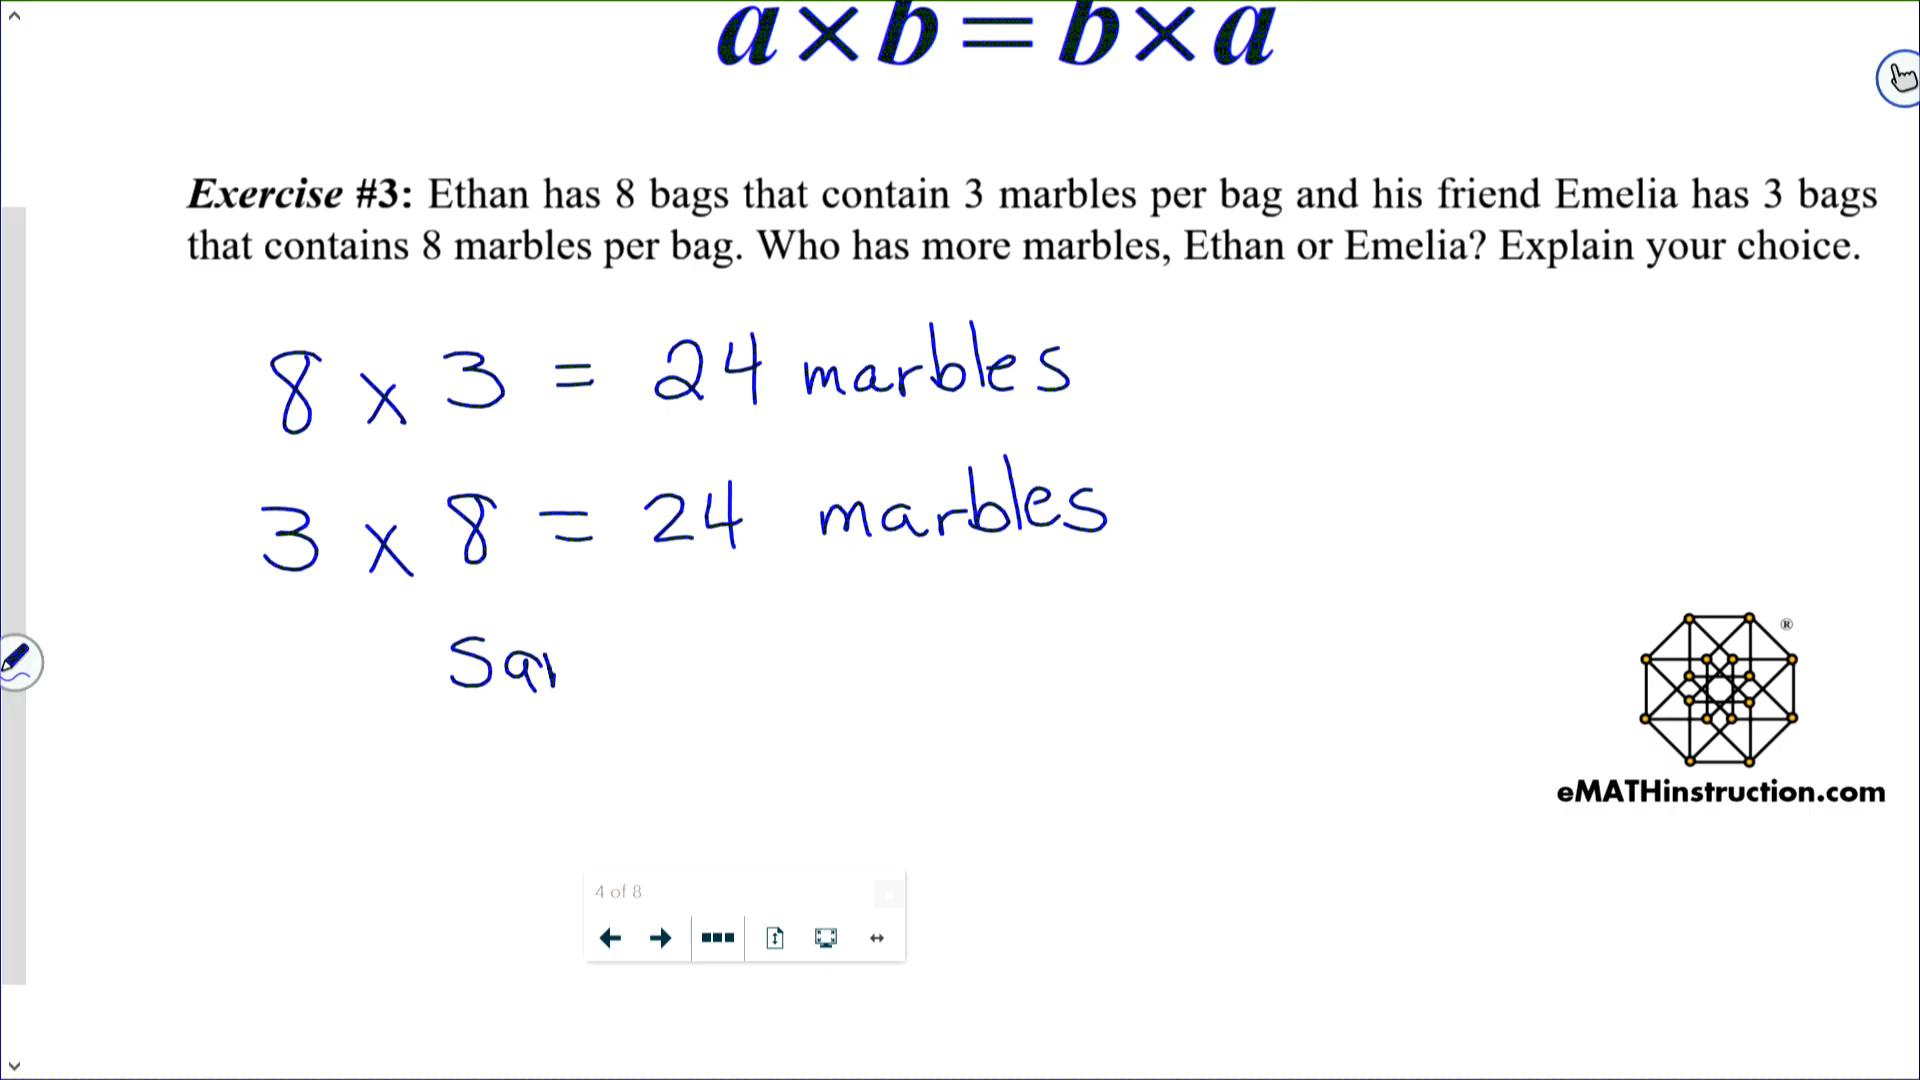 a × b = b × a
Exercise #3: Ethan has 8 bags that contain 3 marbles per bag and his friend Emelia has 3 bags
that contains 8 marbles per bag. Who has more marbles, Ethan or Emelia? Explain your choice.
8 x 3 = 24 marbles
3 x 8 = 24 marbles
®
eMATHinstruction.com
4 of 8